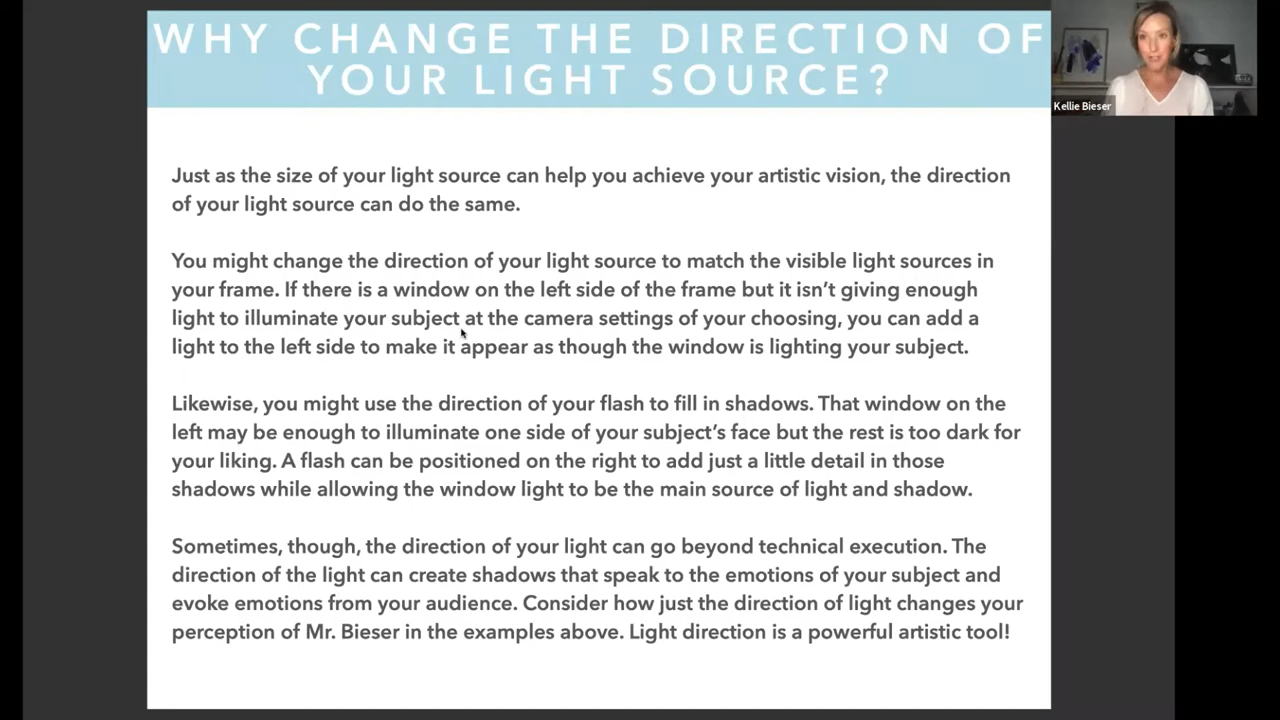 WHY CHANGE THE DIRECTION OF
YOUR LIGHT SOURCE?
Kellie Bieser
Just as the size of your light source can help you achieve your artistic vision, the direction
of your light source can do the same.
You might change the direction of your light source to match the visible light sources in
your frame. If there is a window on the left side of the frame but it isn’t giving enough
light to illuminate your subject at the camera settings of your choosing, you can add a
light to the left side to make it appear as though the window is lighting your subject.
Likewise, you might use the direction of your flash to fill in shadows. That window on the
left may be enough to illuminate one side of your subject’s face but the rest is too dark for
your liking. A flash can be positioned on the right to add just a little detail in those
shadows while allowing the window light to be the main source of light and shadow.
Sometimes, though, the direction of your light can go beyond technical execution. The
direction of the light can create shadows that speak to the emotions of your subject and
evoke emotions from your audience. Consider how just the direction of light changes your
perception of Mr. Bieser in the examples above. Light direction is a powerful artistic tool!